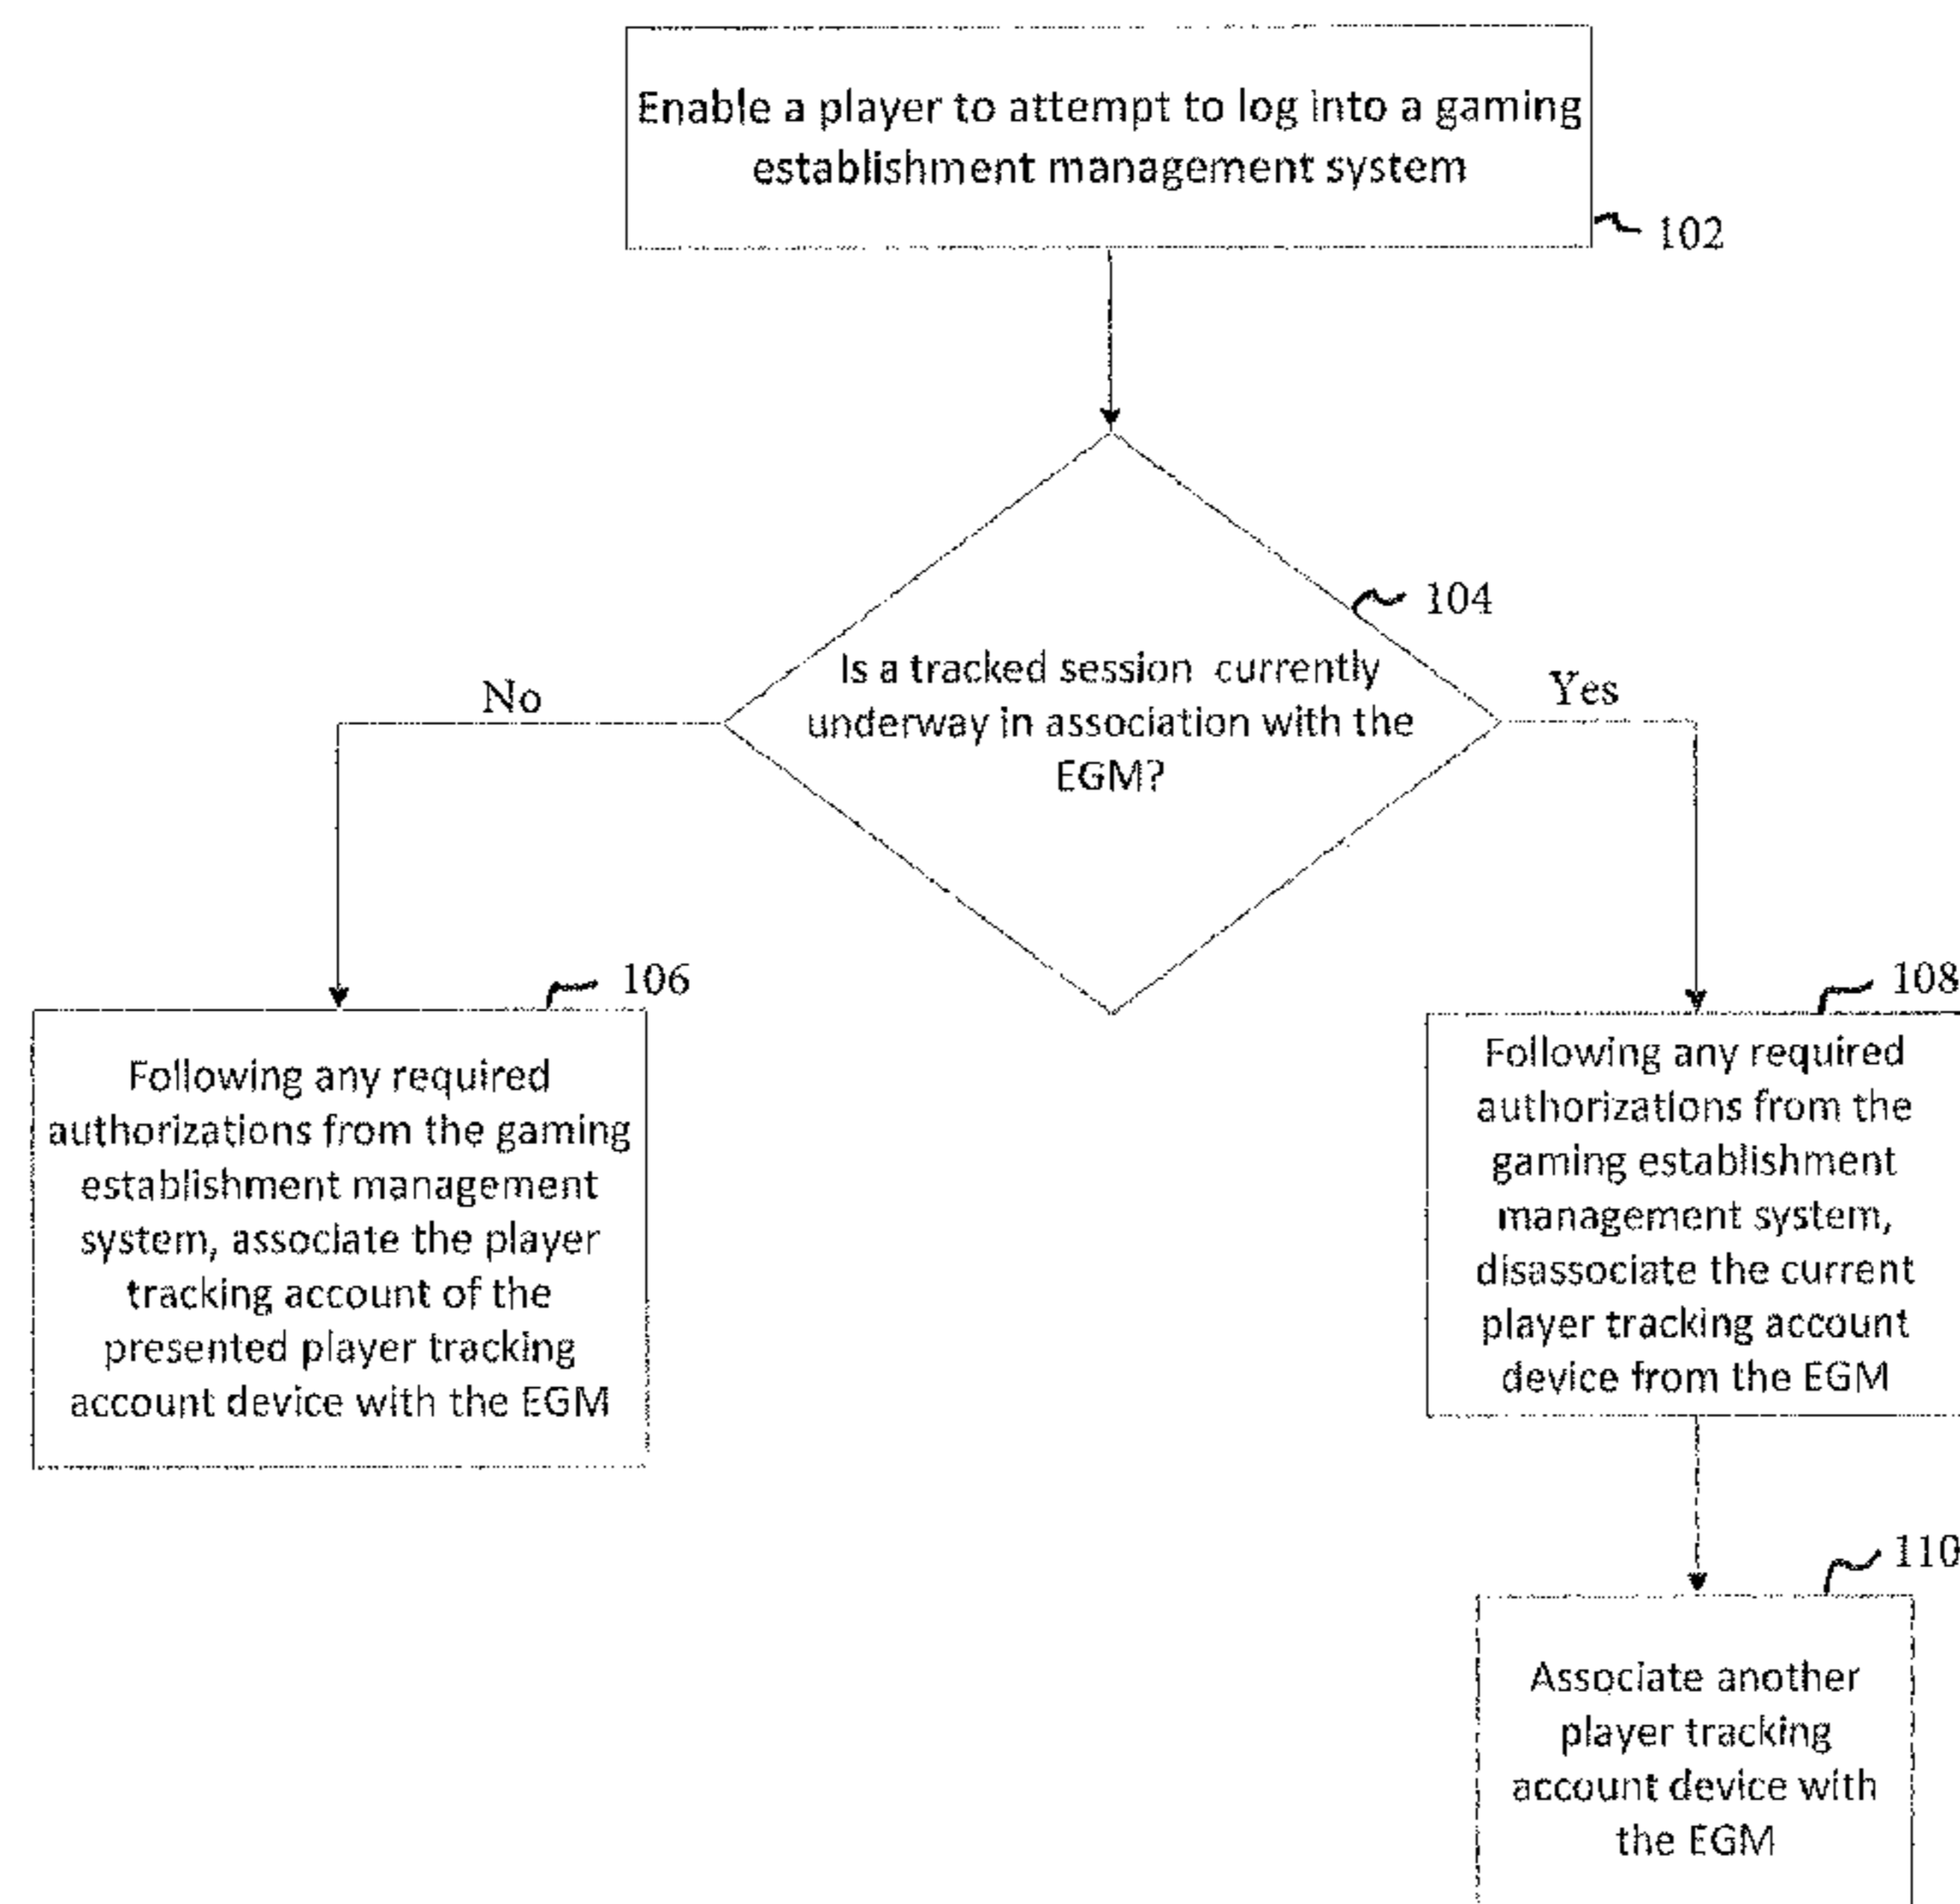 Enable a player to attempt to log into a gaming
establishment management system
102
104
Is a tracked session currently
underway in association with the
EGM?
No
Yes
106
Following any required
authorizations from the gaming
establishment management
system, associate the player
tracking account of the
presented player tracking
account device with the EGM
108
Following any required
authorizations from the
gaming establishment
management system,
disassociate the current
player tracking account
device from the EGM
110
Associate another
player tracking
account device with
the EGM